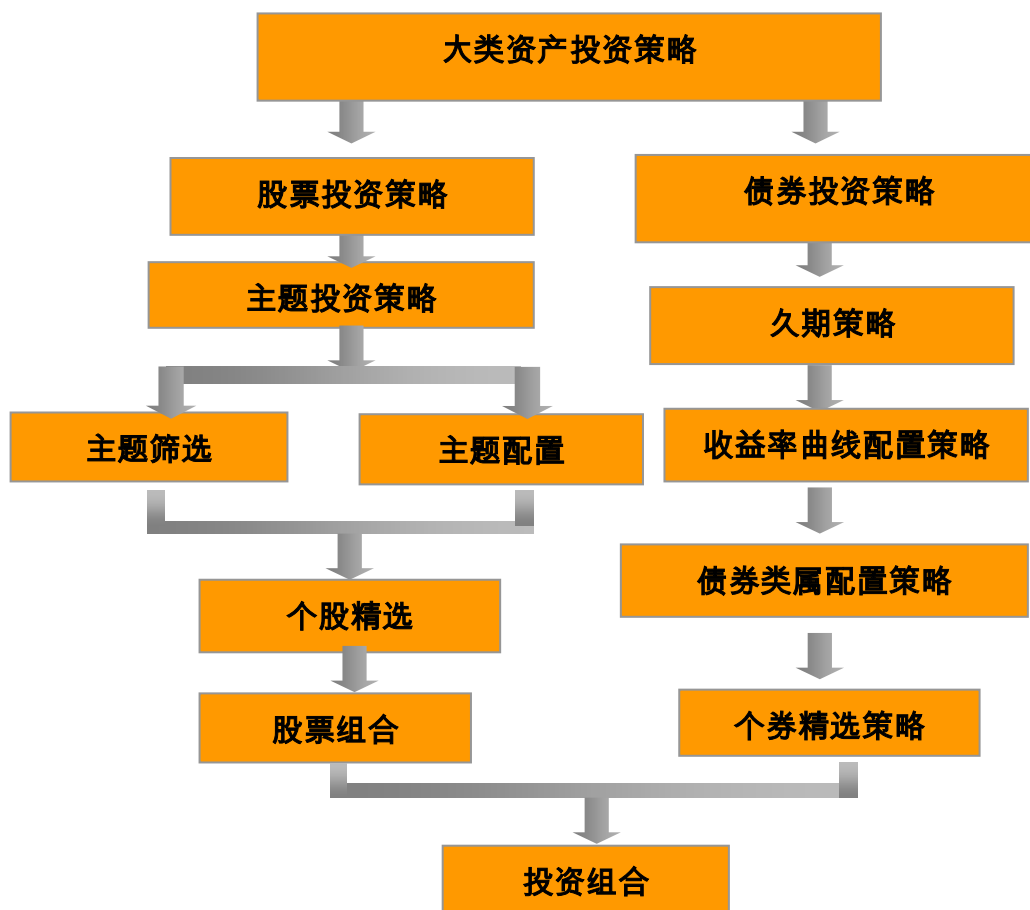 大类资产投资策略
股票投资策略
债券投资策略
主题投资策略
久期策略
主题筛选
主题配置
收益率曲线配置策略
债券类属配置策略
个股精选
股票组合
个券精选策略
投资组合